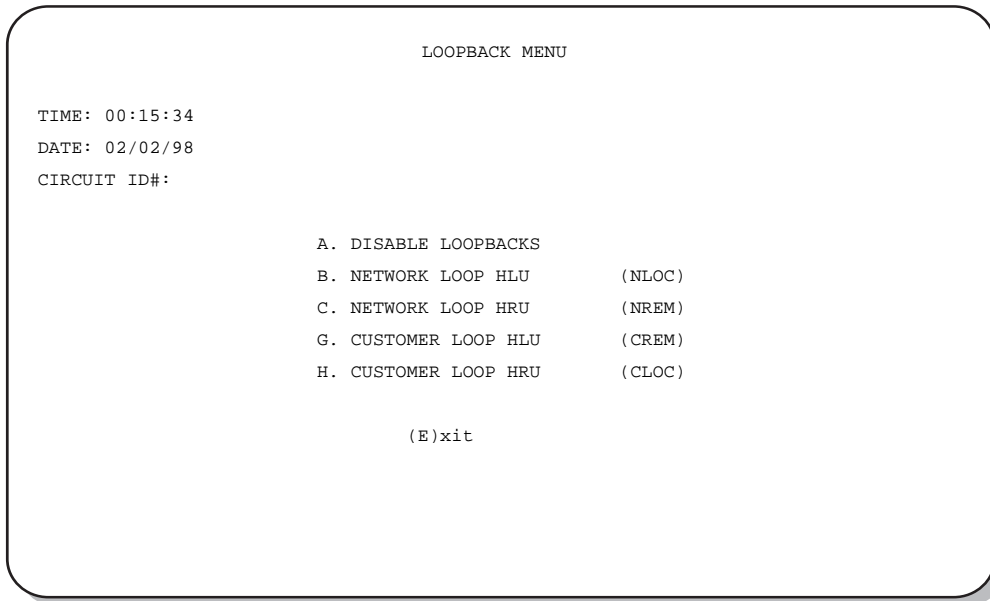 LOOPBACK MENU
TIME: 00:15:34
DATE: 02/02/98
CIRCUIT ID#:
A. DISABLE LOOPBACKS
B. NETWORK LOOP HLU (NLOC)
C. NETWORK LOOP HRU (NREM)
G. CUSTOMER LOOP HLU (CREM)
H. CUSTOMER LOOP HRU (CLOC)
(E)xit